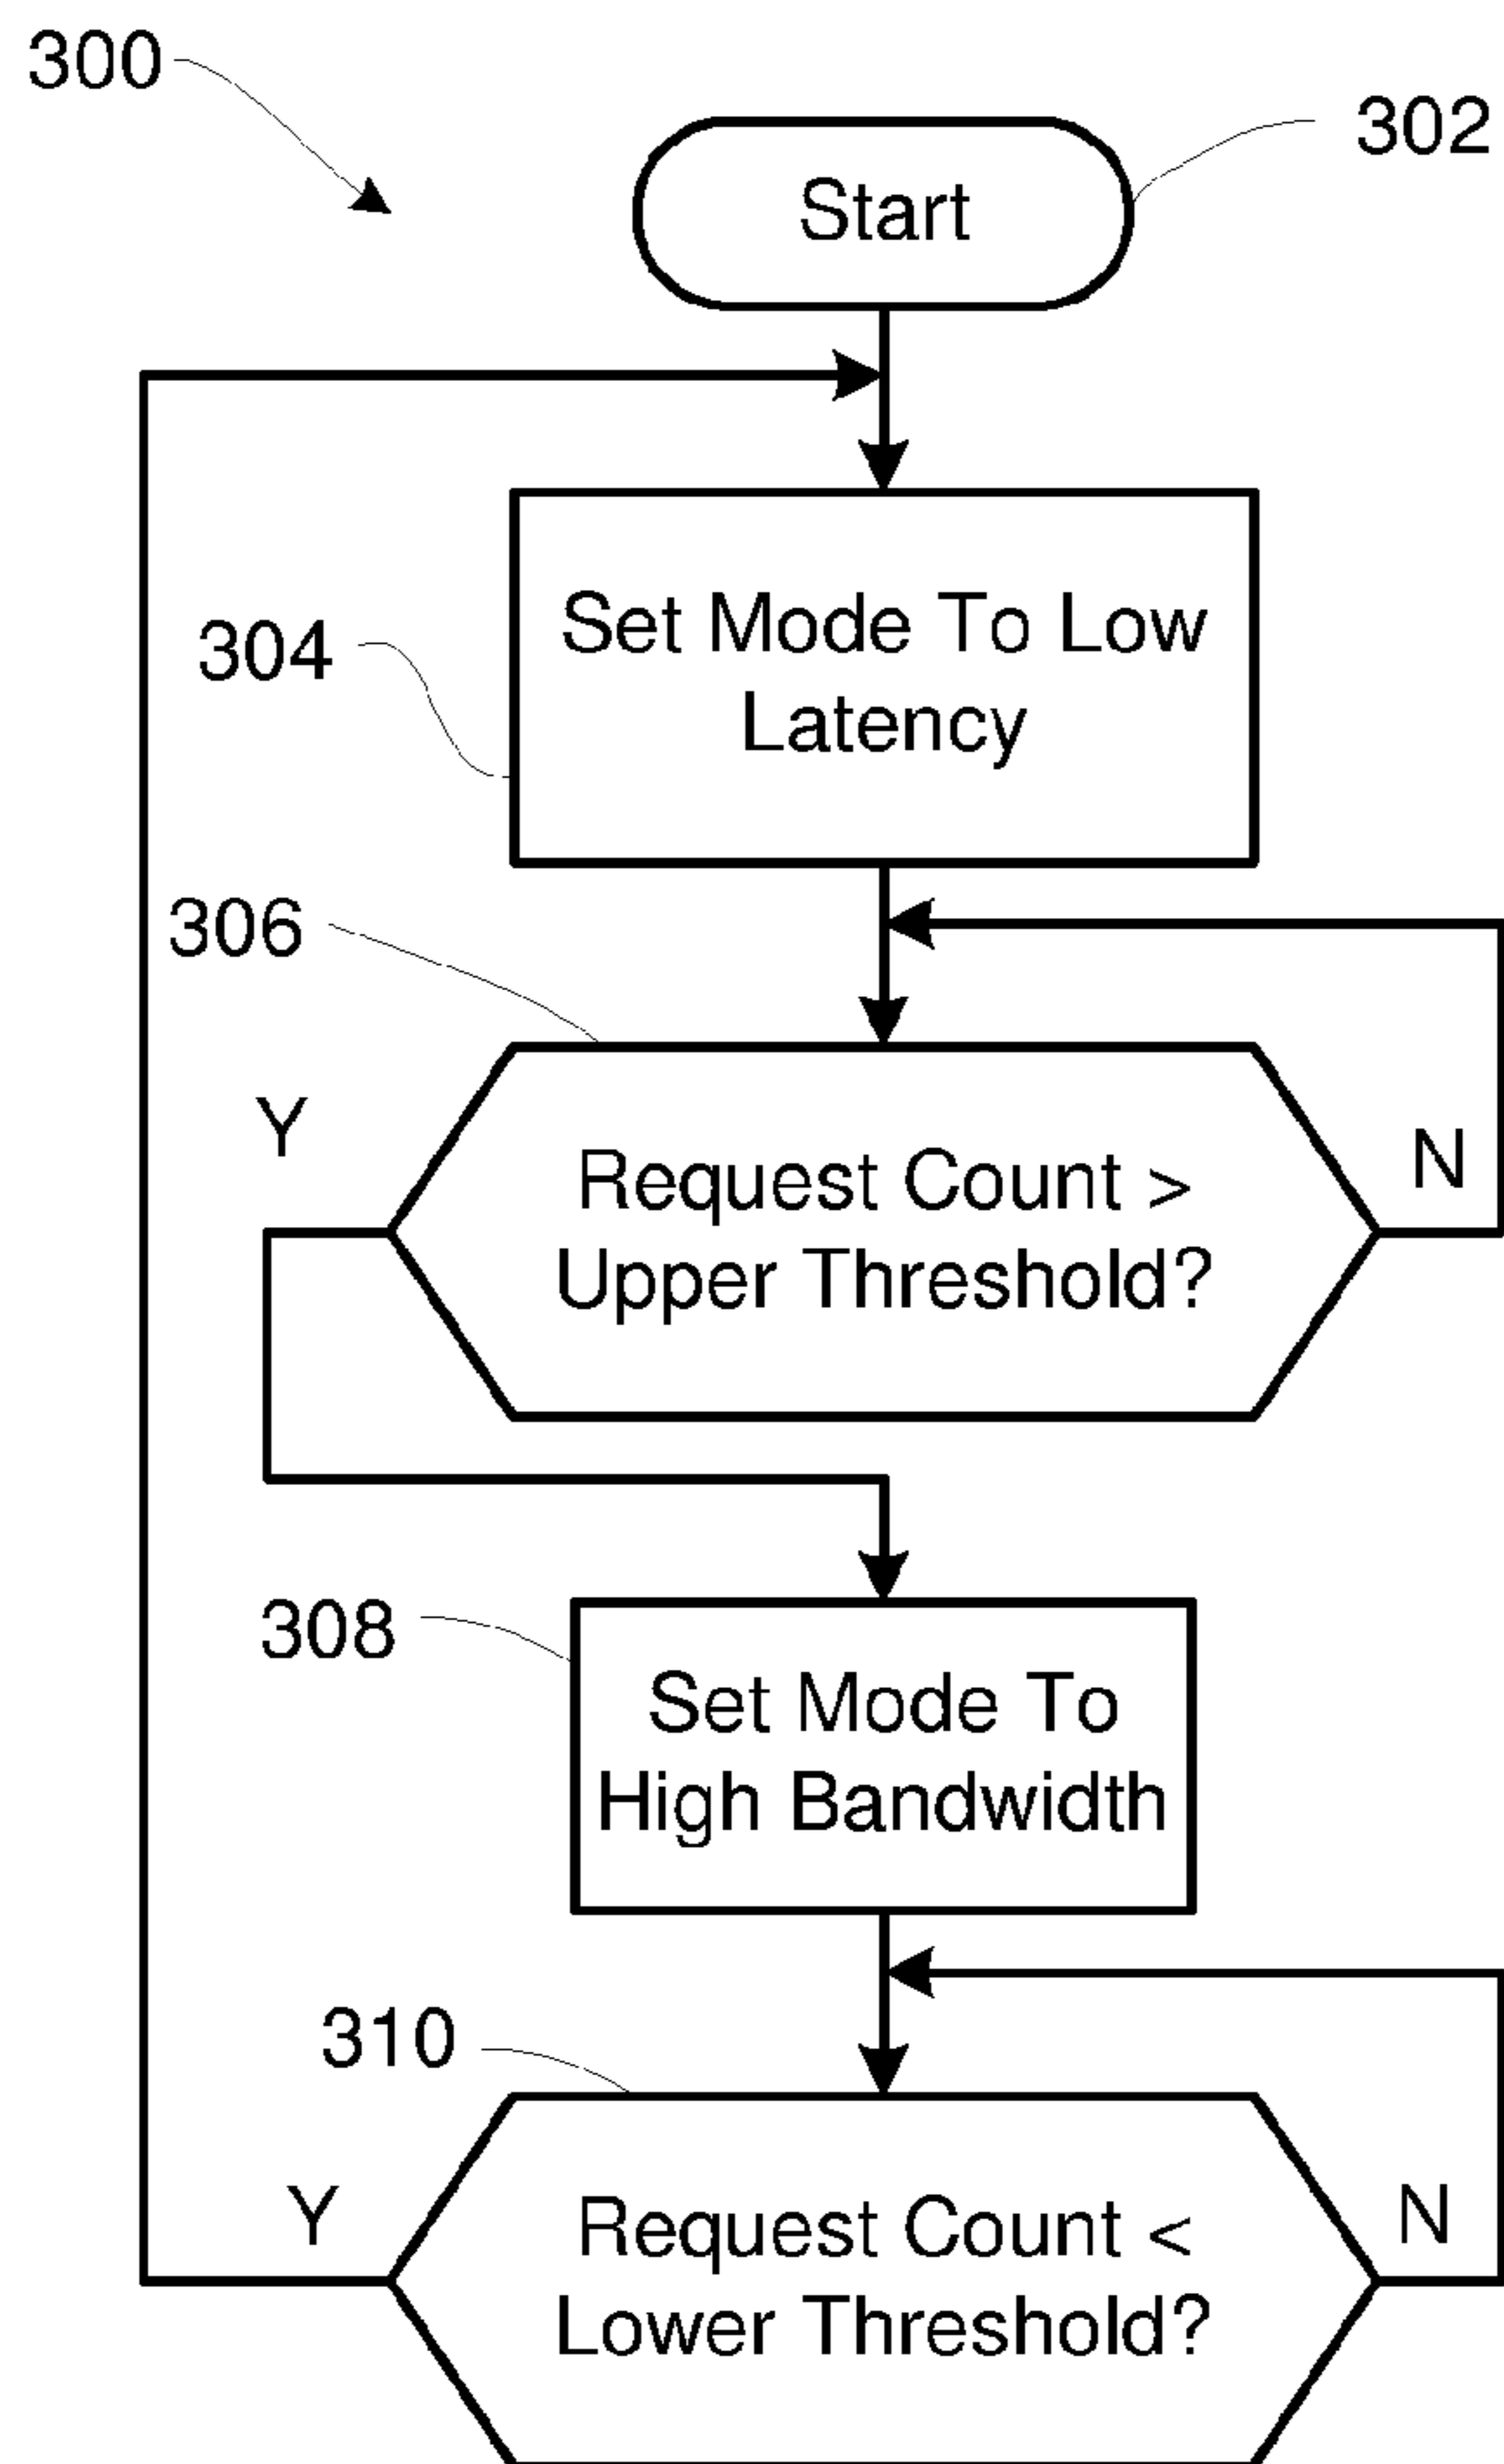 300
302
Start
304
Set Mode To Low
Latency
306
Y
N
Request Count >
Upper Threshold?
308
Set Mode To
High Bandwidth
310
Y
N
Request Count <
Lower Threshold?